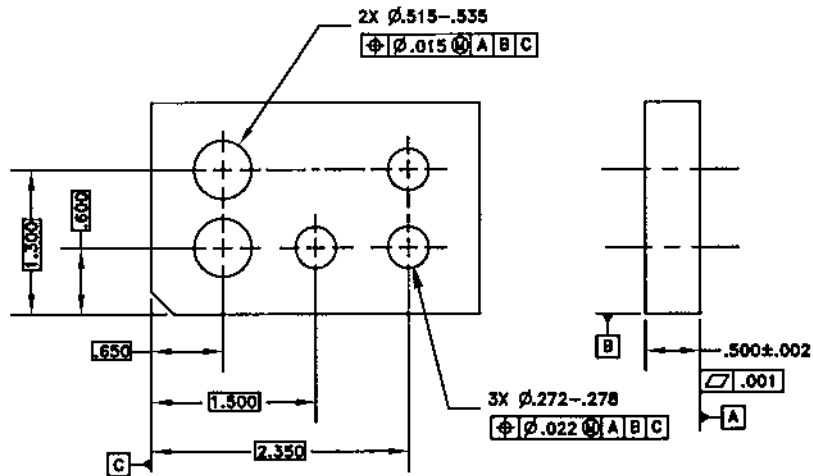 2X Ø.515-.535
⌖ Ø.015 Ⓜ A B C
1.300
.600
.650
1.500
2.350
C
B
.500±.002
⏥ .001
A
3X Ø.272-.278
⌖ Ø.022 Ⓜ A B C